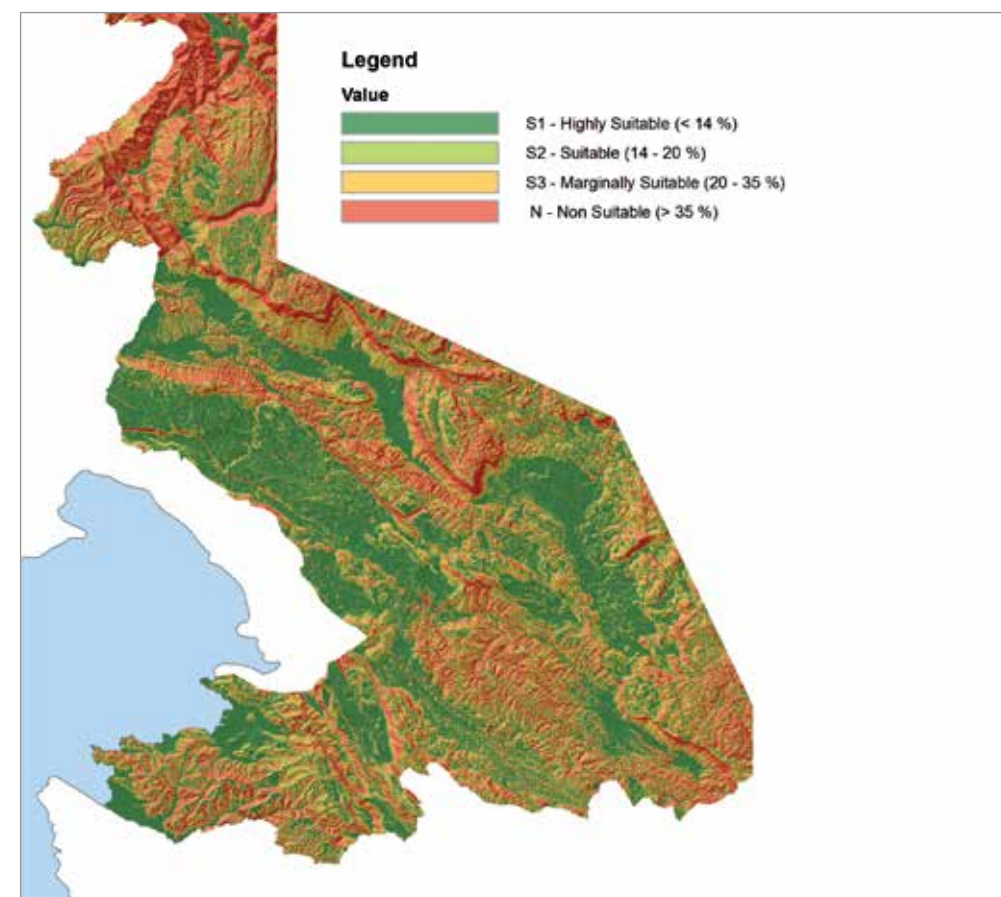 Legend
Value
S1 - Highly Suitable (< 14 %)
S2 - Suitable (14 - 20 %)
S3 - Marginally Suitable (20 - 35 %)
N - Non Suitable (> 35 %)